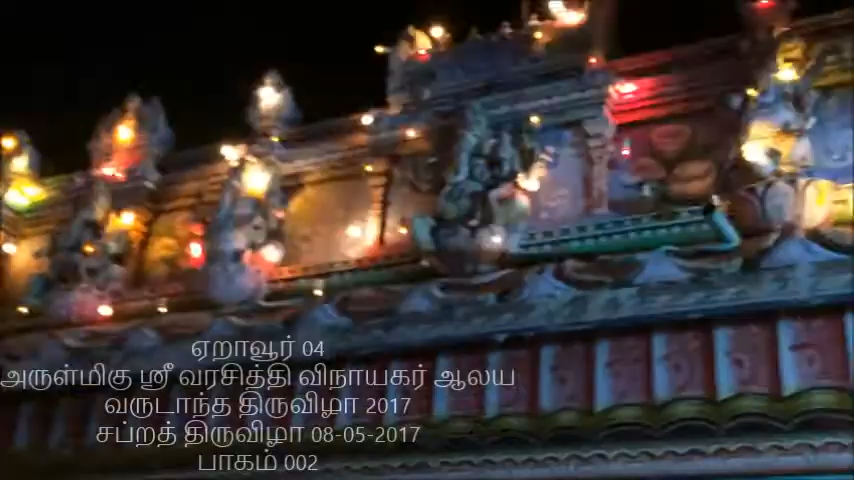 ஏறாவூர் 04
அருள்மிகு ஸ்ரீ வரசித்தி விநாயகர் ஆலய
வருடாந்த திருவிழா 2017
சப்றத் திருவிழா 08-05-2017
பாகம் 002